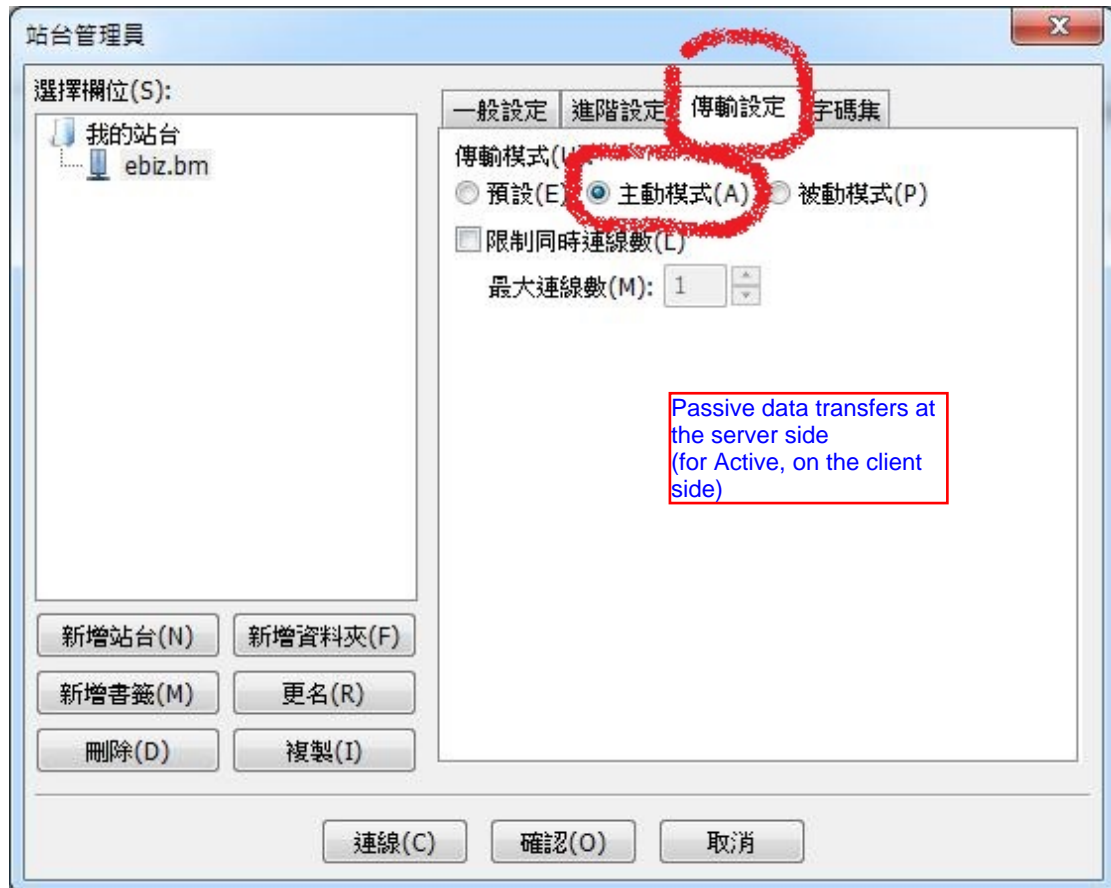 站台管理員
選擇欄位(S):
我的站台
ebiz.bm
一般設定 進階設定 傳輸設定 字碼集
傳輸模式(
預設(E) 主動模式(A) 被動模式(P)
限制同時連線數(L)
最大連線數(M): 1
Passive data transfers at
the server side
(for Active, on the client
side)
新增站台(N) 新增資料夾(F)
新增書籤(M) 更名(R)
刪除(D) 複製(I)
連線(C) 確認(O) 取消